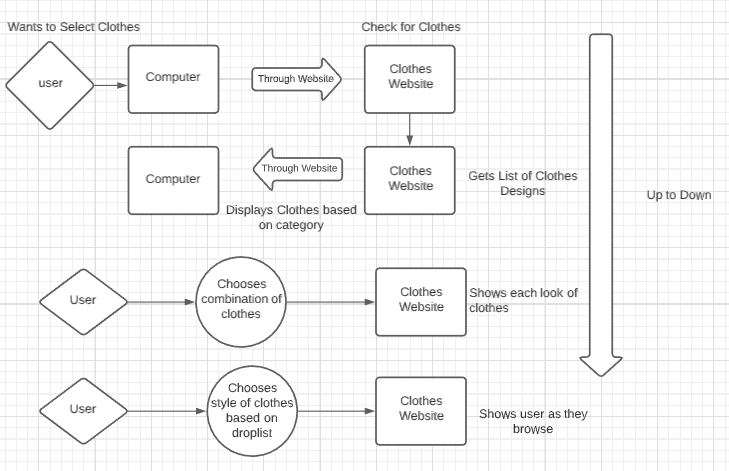 Wants to Select Clothes
Check for Clothes
user
Computer
Through Website
Clothes
Website
Computer
Through Website
Clothes
Website
Gets List of Clothes
Designs
Up to Down
Displays Clothes based
on category
User
Chooses
combination of
clothes
Clothes
Website
Shows each look of
clothes
User
Chooses
style of clothes
based on
droplist
Clothes
Website
Shows user as they
browse